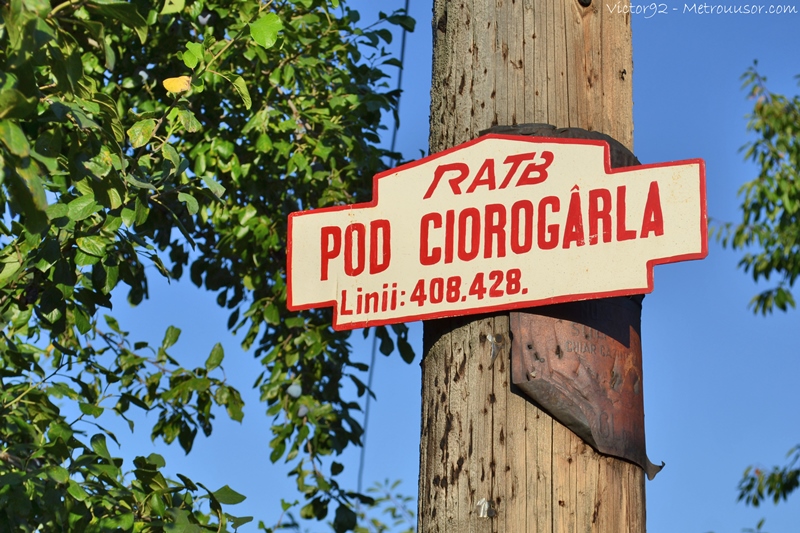 Victor92 - Metrouusor.com
RATB
POD CIOROGÂRLA
Linii: 408.428.